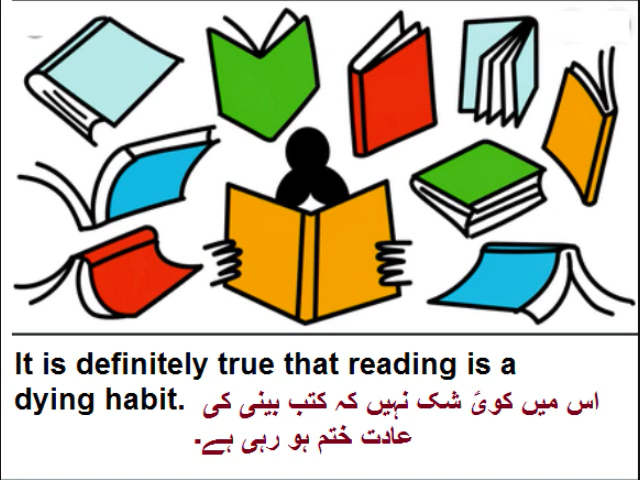 It is definitely true that reading is a
dying habit. اس میں کوئ شک نہیں کہ کتب بینی کی
عادت ختم ہو رہی ہے۔